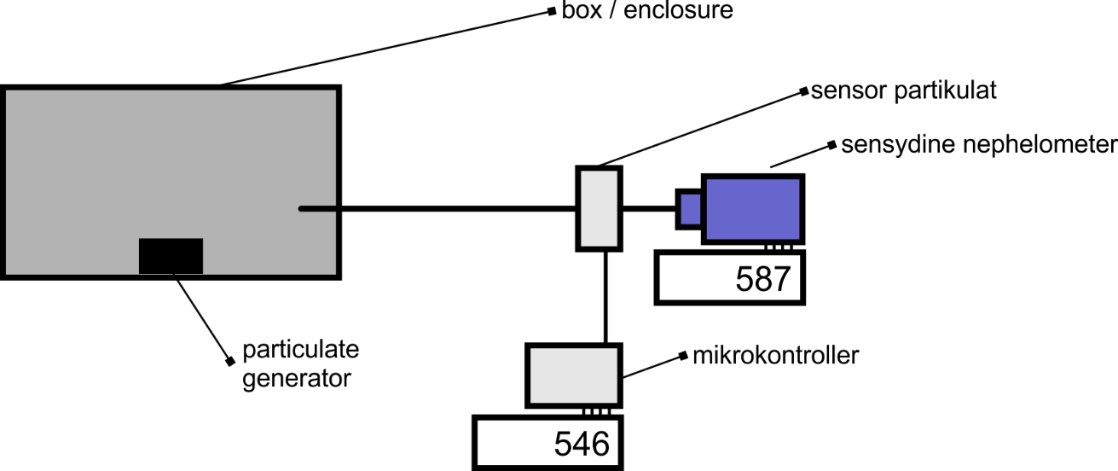 box / enclosure
sensor partikulat
sensydine nephelometer
587
particulate
generator
mikrokontroller
546